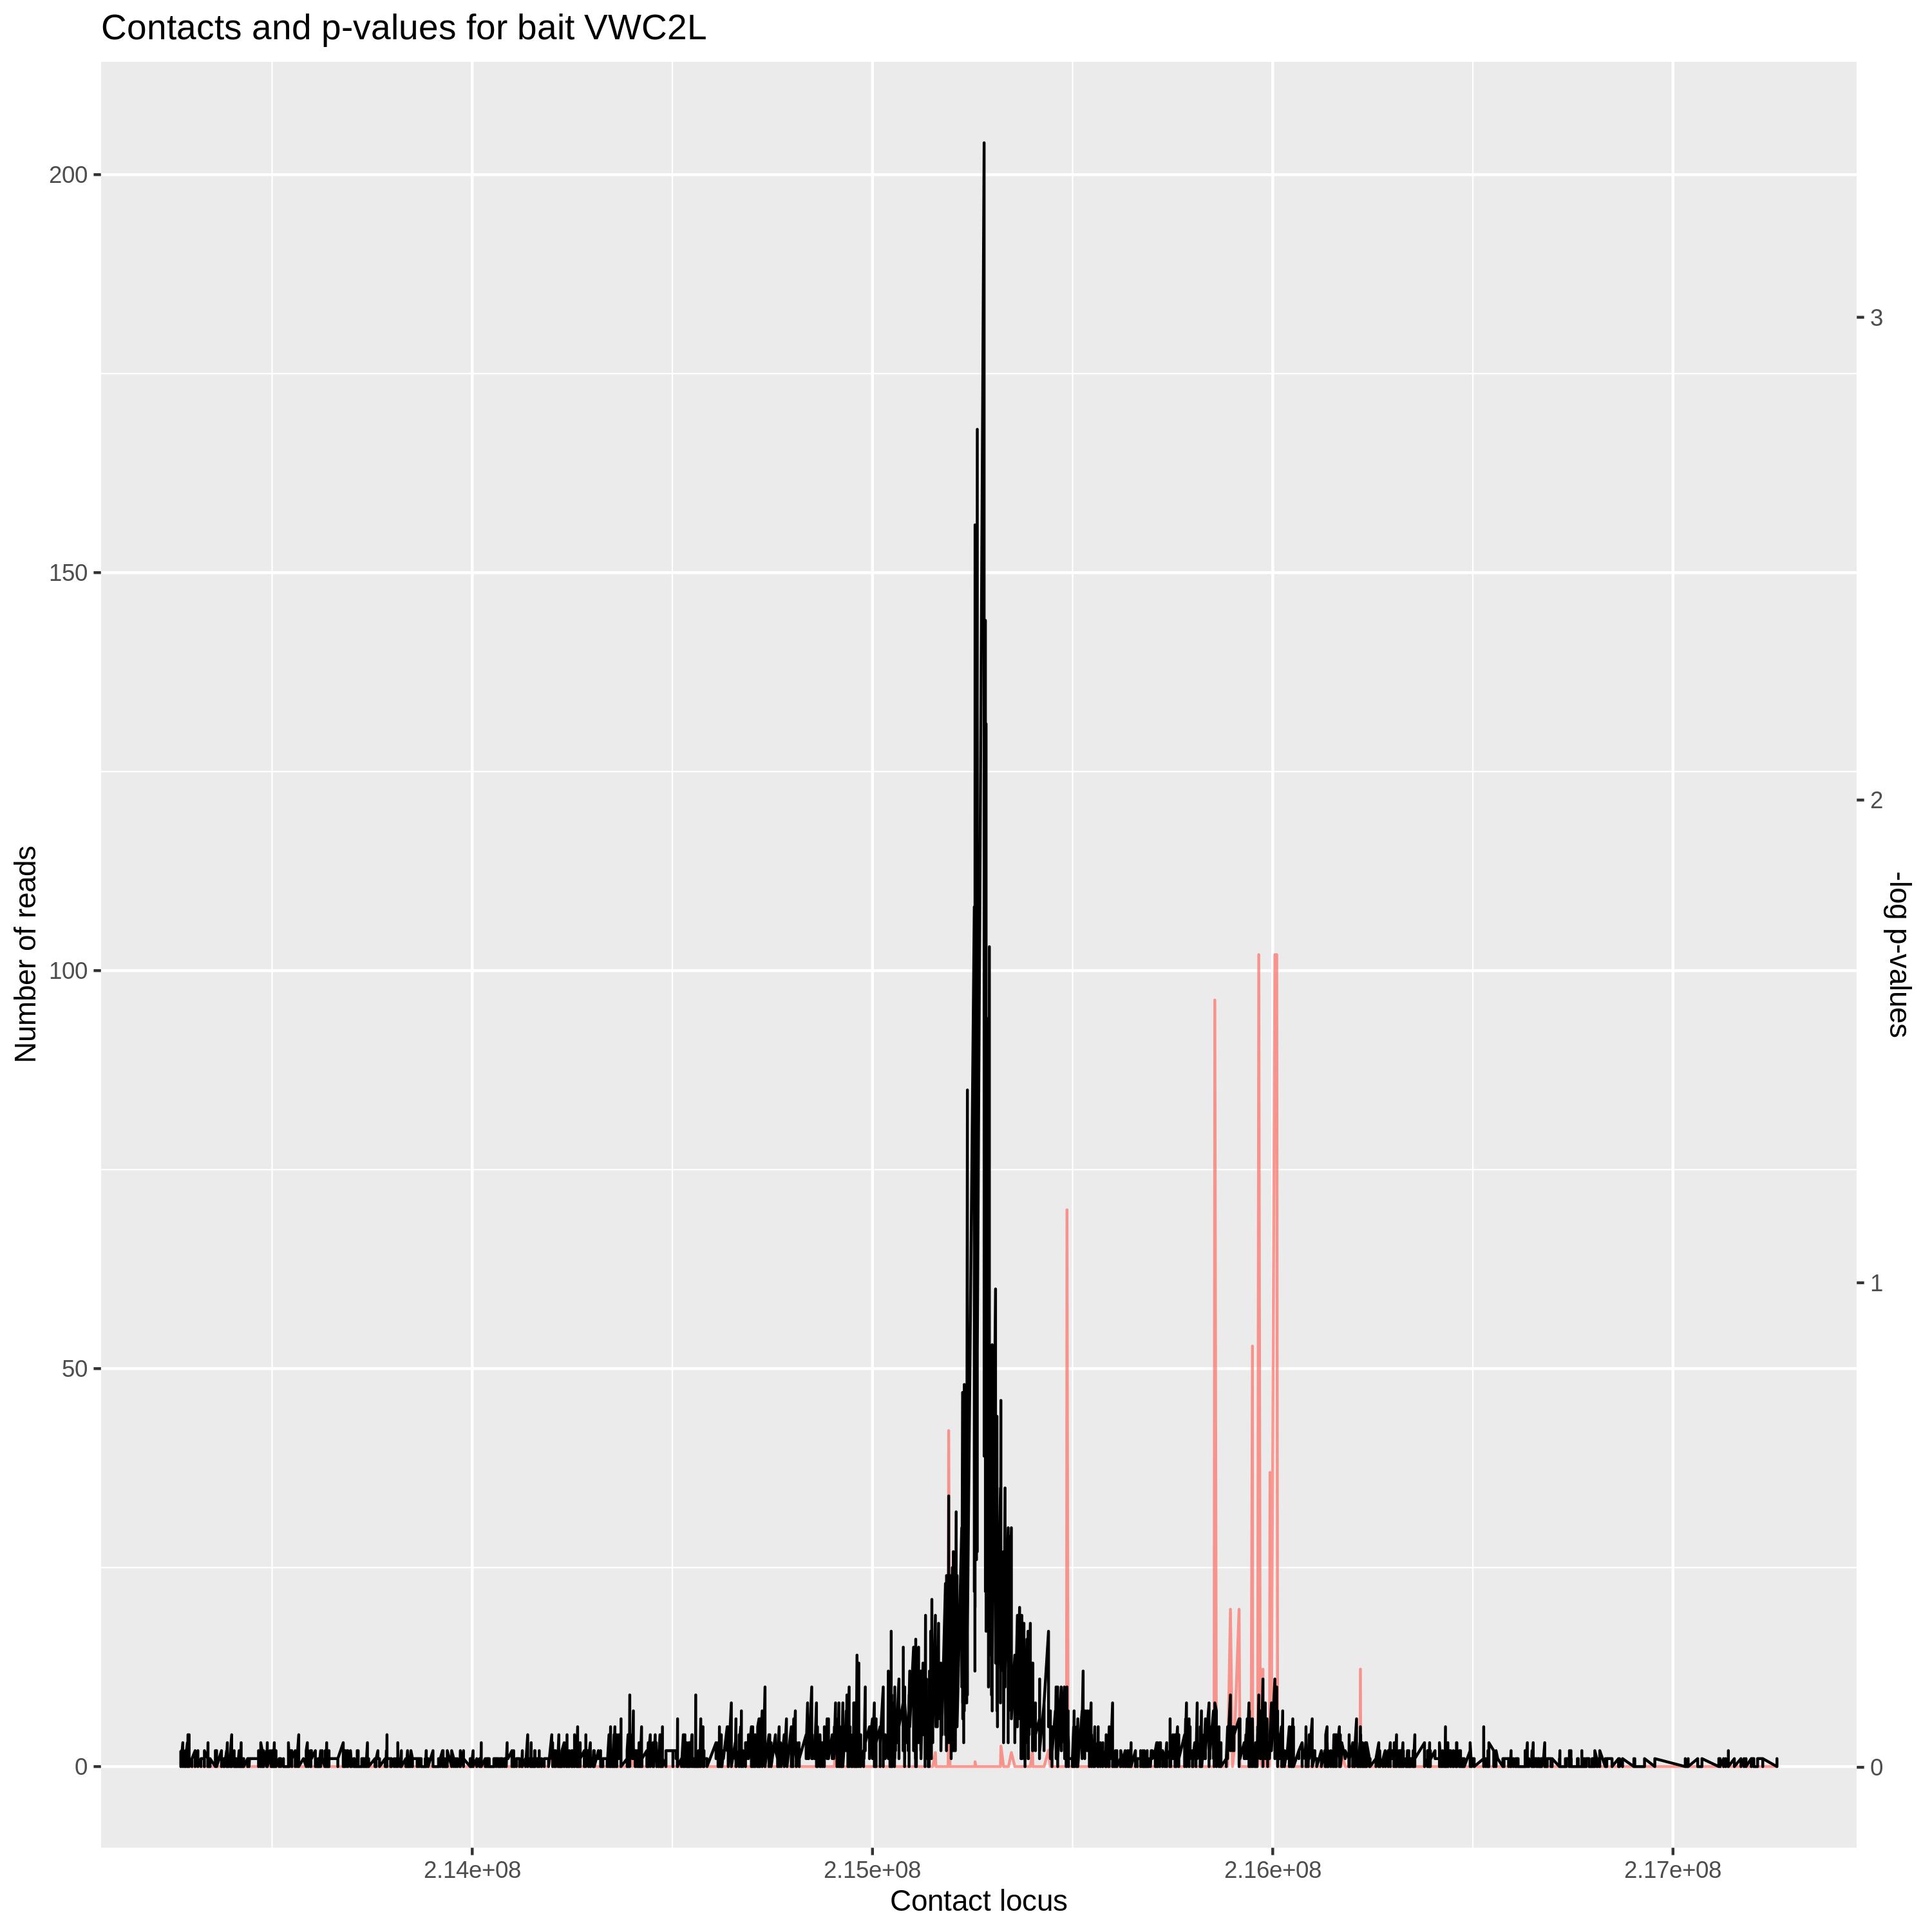 Contacts and p-values for bait VWC2L
200
150
100
50
0
Number of reads
3
2
1
0
-log p-values
2.14e+08
2.15e+08
2.16e+08
2.17e+08
Contact locus